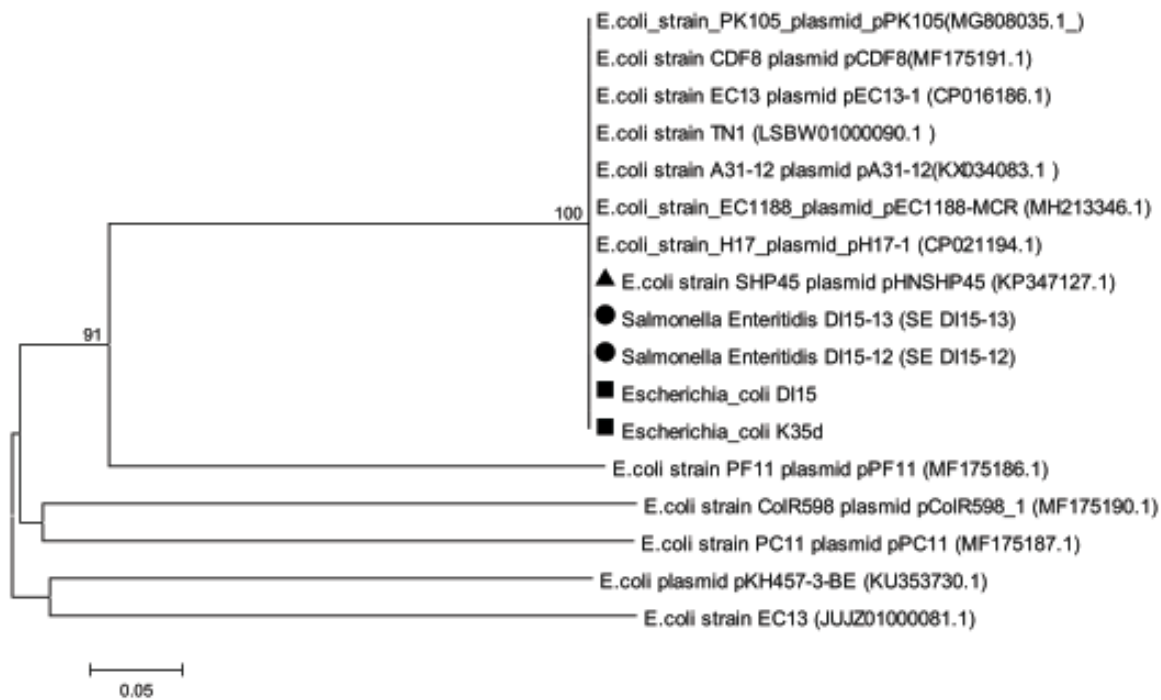 E.coli_strain_PK105_plasmid_pPK105(MG808035.1_)
E.coli strain CDF8 plasmid pCDF8(MF175191.1)
E.coli strain EC13 plasmid pEC13-1 (CP016186.1)
E.coli strain TN1 (LSBW01000090.1 )
E.coli strain A31-12 plasmid pA31-12(KX034083.1 )
100
E.coli_strain_EC1188_plasmid_pEC1188-MCR (MH213346.1)
E.coli_strain_H17_plasmid_pH17-1 (CP021194.1)
E.coli strain SHP45 plasmid pHNSHP45 (KP347127.1)
Salmonella Enteritidis DI15-13 (SE DI15-13)
91
Salmonella Enteritidis DI15-12 (SE DI15-12)
Escherichia_coli DI15
Escherichia_coli K35d
E.coli strain PF11 plasmid pPF11 (MF175186.1)
E.coli strain ColR598 plasmid pColR598_1 (MF175190.1)
E.coli strain PC11 plasmid pPC11 (MF175187.1)
E.coli plasmid pKH457-3-BE (KU353730.1)
E.coli strain EC13 (JUJZ01000081.1)
0.05